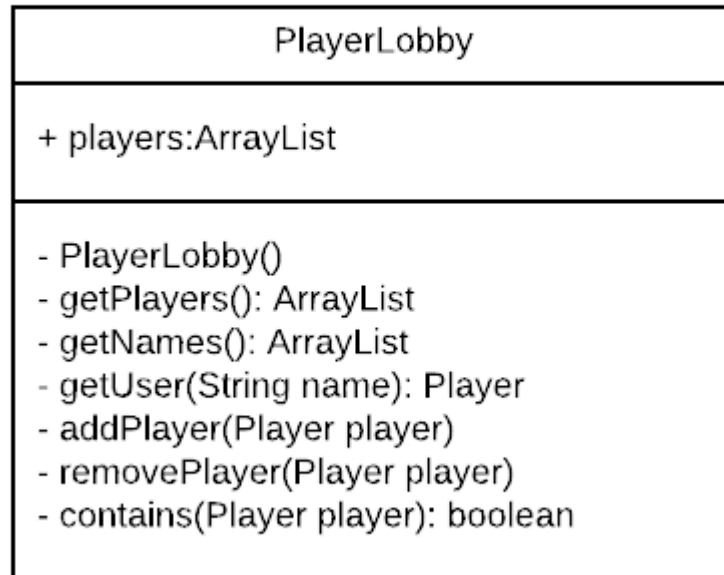 PlayerLobby
+ players:ArrayList
- PlayerLobby()
- getPlayers(): ArrayList
- getNames(): ArrayList
- getUser(String name): Player
- addPlayer(Player player)
- removePlayer(Player player)
- contains(Player player): boolean